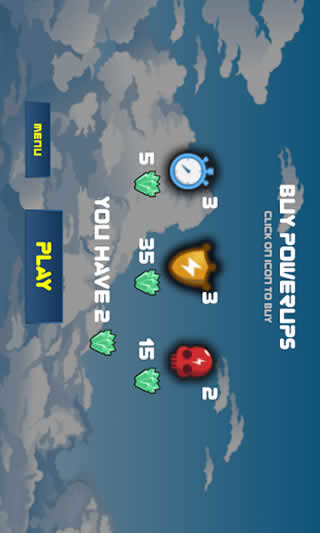 BUY POWERUPS
CLICK ON ICON TO BUY
3 3 2
5 35 15
YOU HAVE 2
MENU PLAY